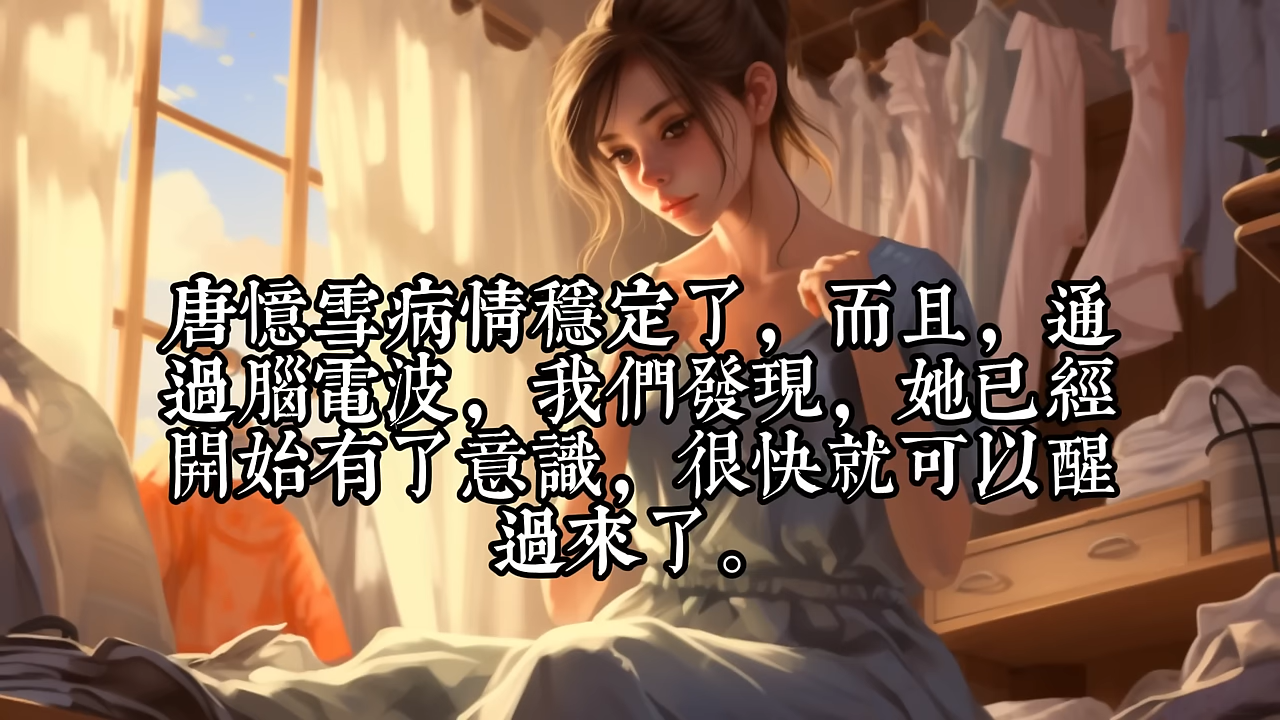 唐憶雪病情穩定了，而且，通
過腦電波，我們發現，她已經
開始有了意識，很快就可以醒
過來了。